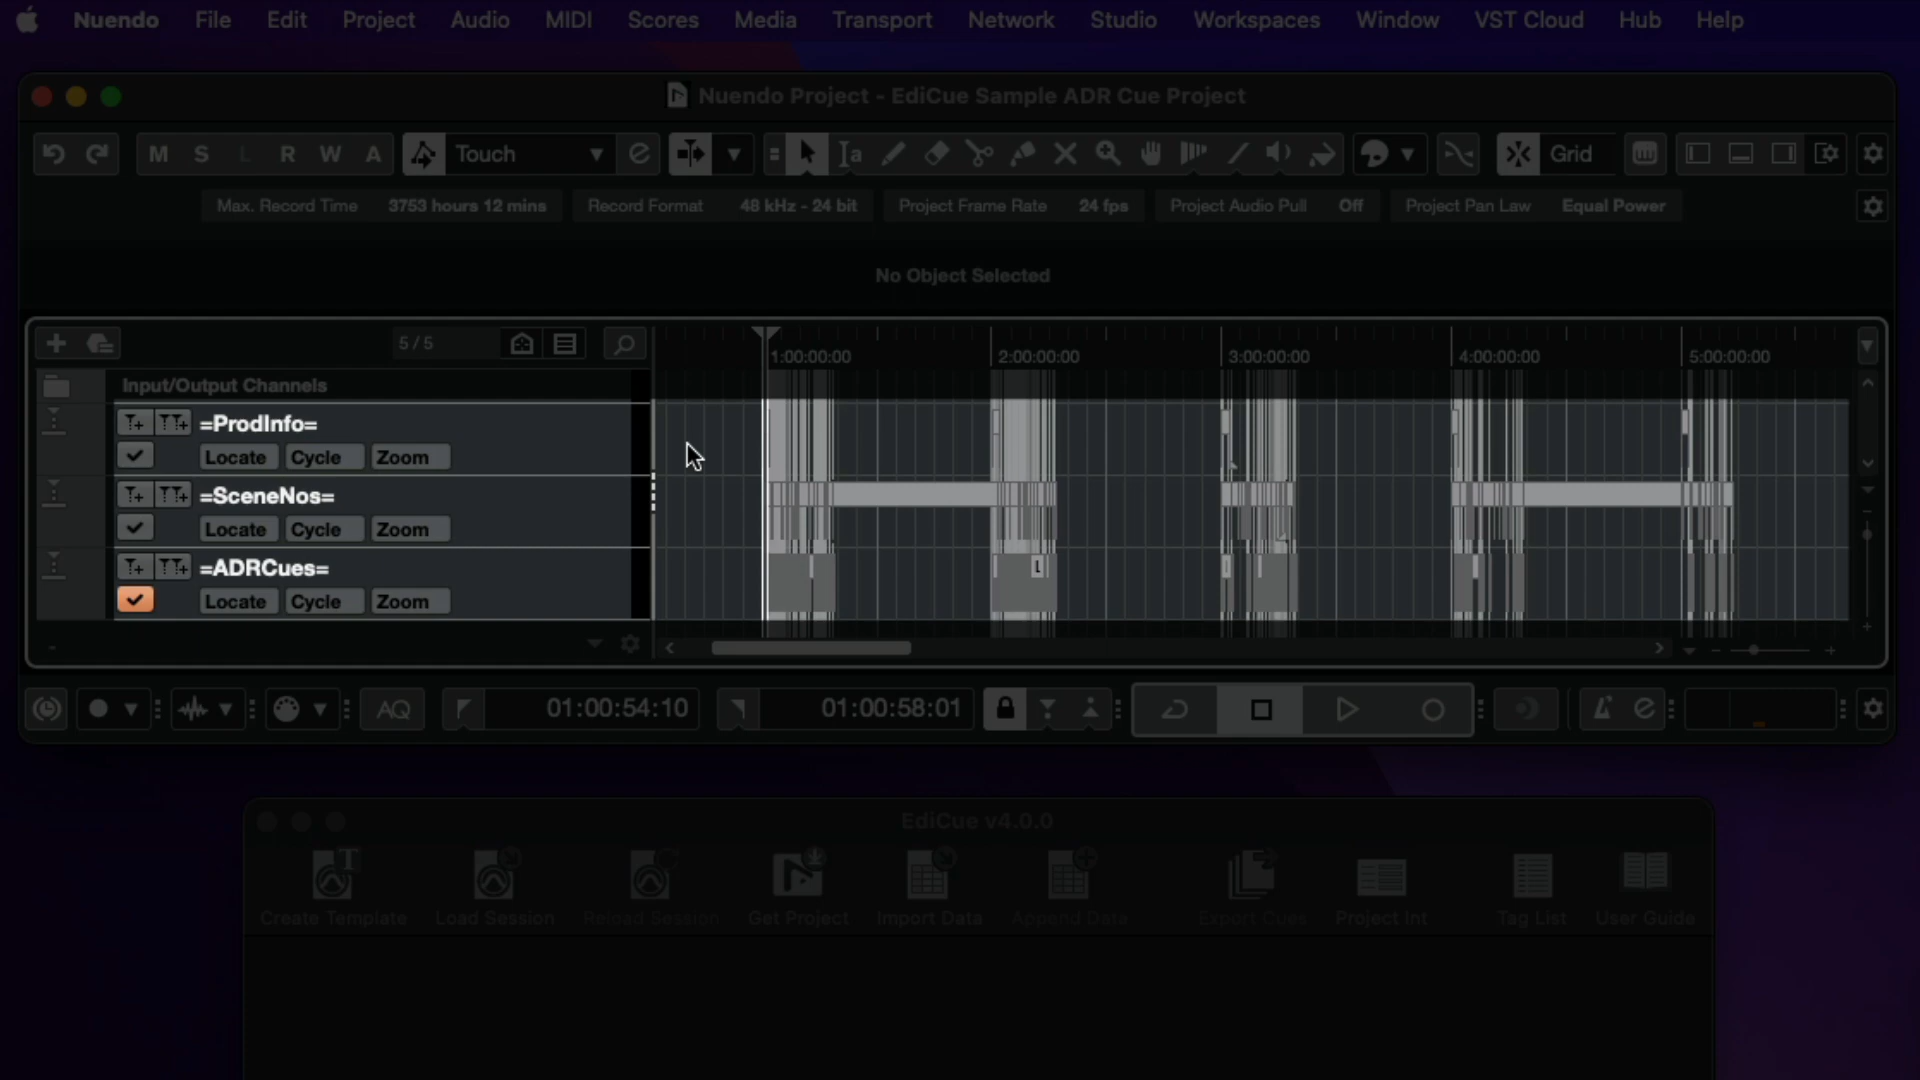 Nuendo File Edit Project Audio MIDI Scores Media Transport Network Studio Workspaces Window VST Cloud Hub Help
Nuendo Project - EdiCue Sample ADR Cue Project
M S L R W A Touch Grid
Max. Record Time 3753 hours 12 mins Record Format 48 kHz - 24 bit Project Frame Rate 24 fps Project Audio Pull Off Project Pan Law Equal Power
No Object Selected
5 / 5
1:00:00:00 2:00:00:00 3:00:00:00 4:00:00:00 5:00:00:00
Input/Output Channels
=ProdInfo=
Locate Cycle Zoom
=SceneNos=
Locate Cycle Zoom
=ADRCues=
Locate Cycle Zoom
AQ 01:00:54:10 01:00:58:01
EdiCue v4.0.0
Create Template Load Session Reload Session Get Project Import Data Append Data Export Cues Project Int Tag List User Guide